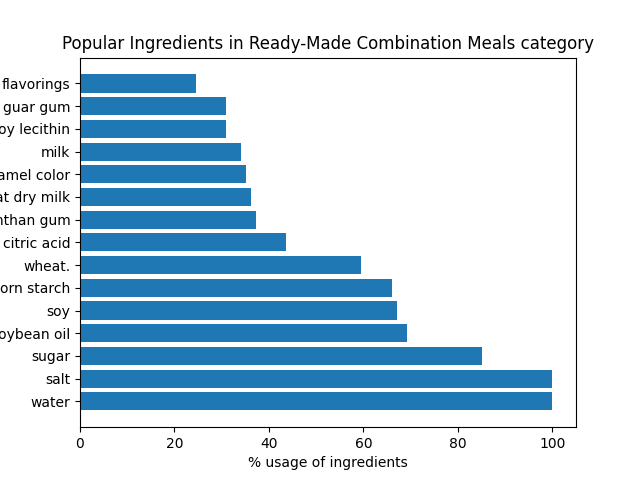 Popular Ingredients in Ready-Made Combination Meals category
flavorings
guar gum
oy lecithin
milk
amel color
at dry milk
nthan gum
citric acid
wheat.
orn starch
soy
oybean oil
sugar
salt
water
0 20 40 60 80 100
% usage of ingredients